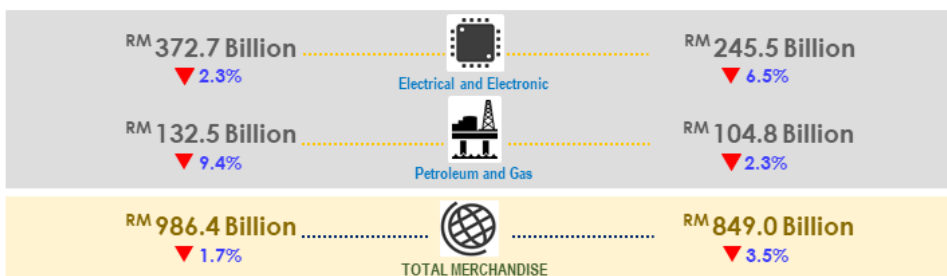 RM 372.7 Billion
▼ 2.3%
Electrical and Electronic
RM 245.5 Billion
▼ 6.5%
RM 132.5 Billion
▼ 9.4%
Petroleum and Gas
RM 104.8 Billion
▼ 2.3%
RM 986.4 Billion
▼ 1.7%
TOTAL MERCHANDISE
RM 849.0 Billion
▼ 3.5%